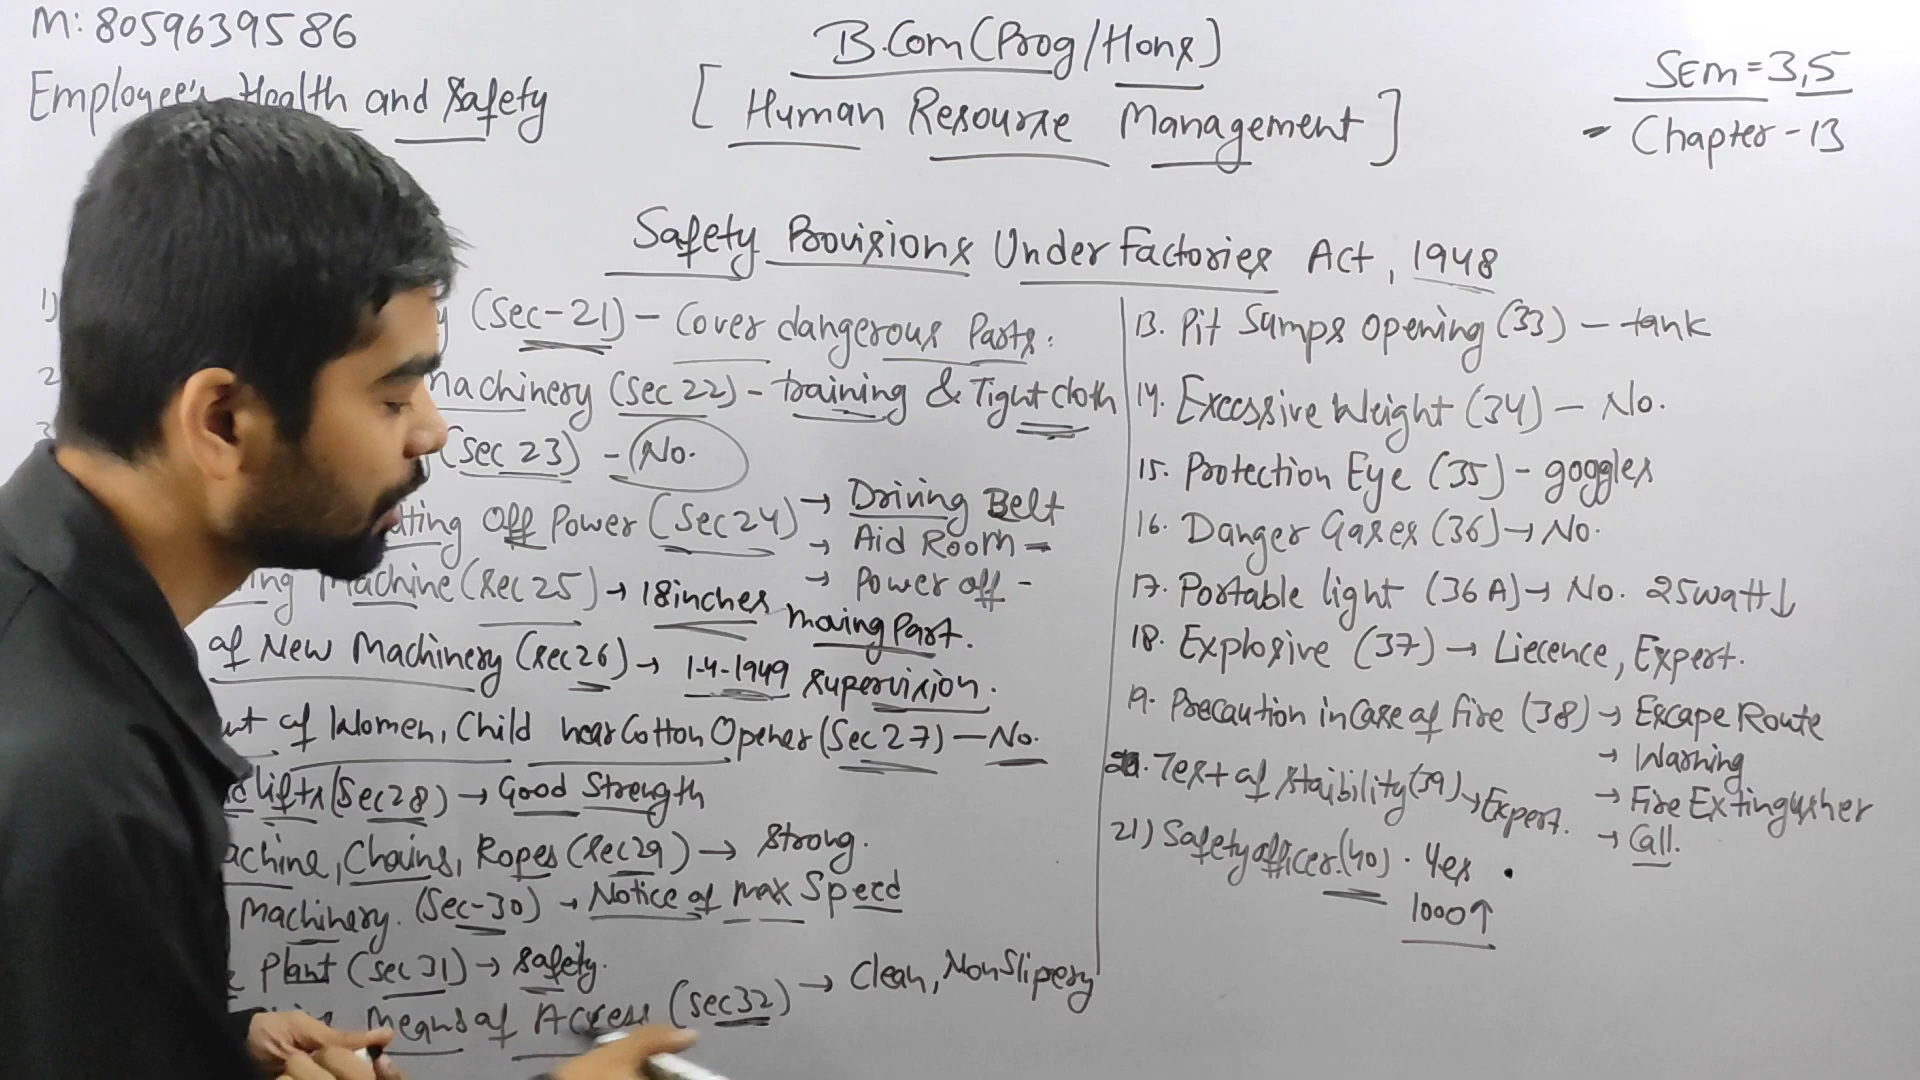 M: 8059639586
Employee's Health and Safety
B.Com (Prog/Hons)
[Human Resourse Management]
Sem = 3,5
- Chapter - 13
Safety Provisions Under Factories Act, 1948
1) (Sec-21) - Cover dangerous Parts.
2 Machinery (Sec 22) - training & Tight cloth
3 (Sec 23) - No.
Off Power (Sec 24) → Driving Belt
→ Aid Room -
→ Power off -
Machine (Sec 25) → 18 inches moving Part.
of New Machinery (Sec 26) → 1-4-1949 supervision.
of Women, Child near Cotton Opener (Sec 27) - No.
lifts (Sec 28) → Good Strength
Chains, Ropes (Sec 29) → Strong.
Machinery. (Sec-30) → Notice of max Speed
Plant (Sec 31) → Safety.
Means of Access (Sec 32) → Clean, Non Slipery
13. Pit Sumps Opening (33) - tank
14. Excessive Weight (34) - No.
15. Protection Eye (35) - goggles
16. Danger Gases (36) → No.
17. Portable light (36 A) → No. 25 watt ↓
18. Explosive (37) → Liecence, Expert.
19. Precaution in Case of Fire (38) → Escape Route
→ Warning
→ Fire Extingusher
→ Call.
20. Test of Staibility (39) → Expert.
21) Safety officer. (40) . Yes .
1000 ↑